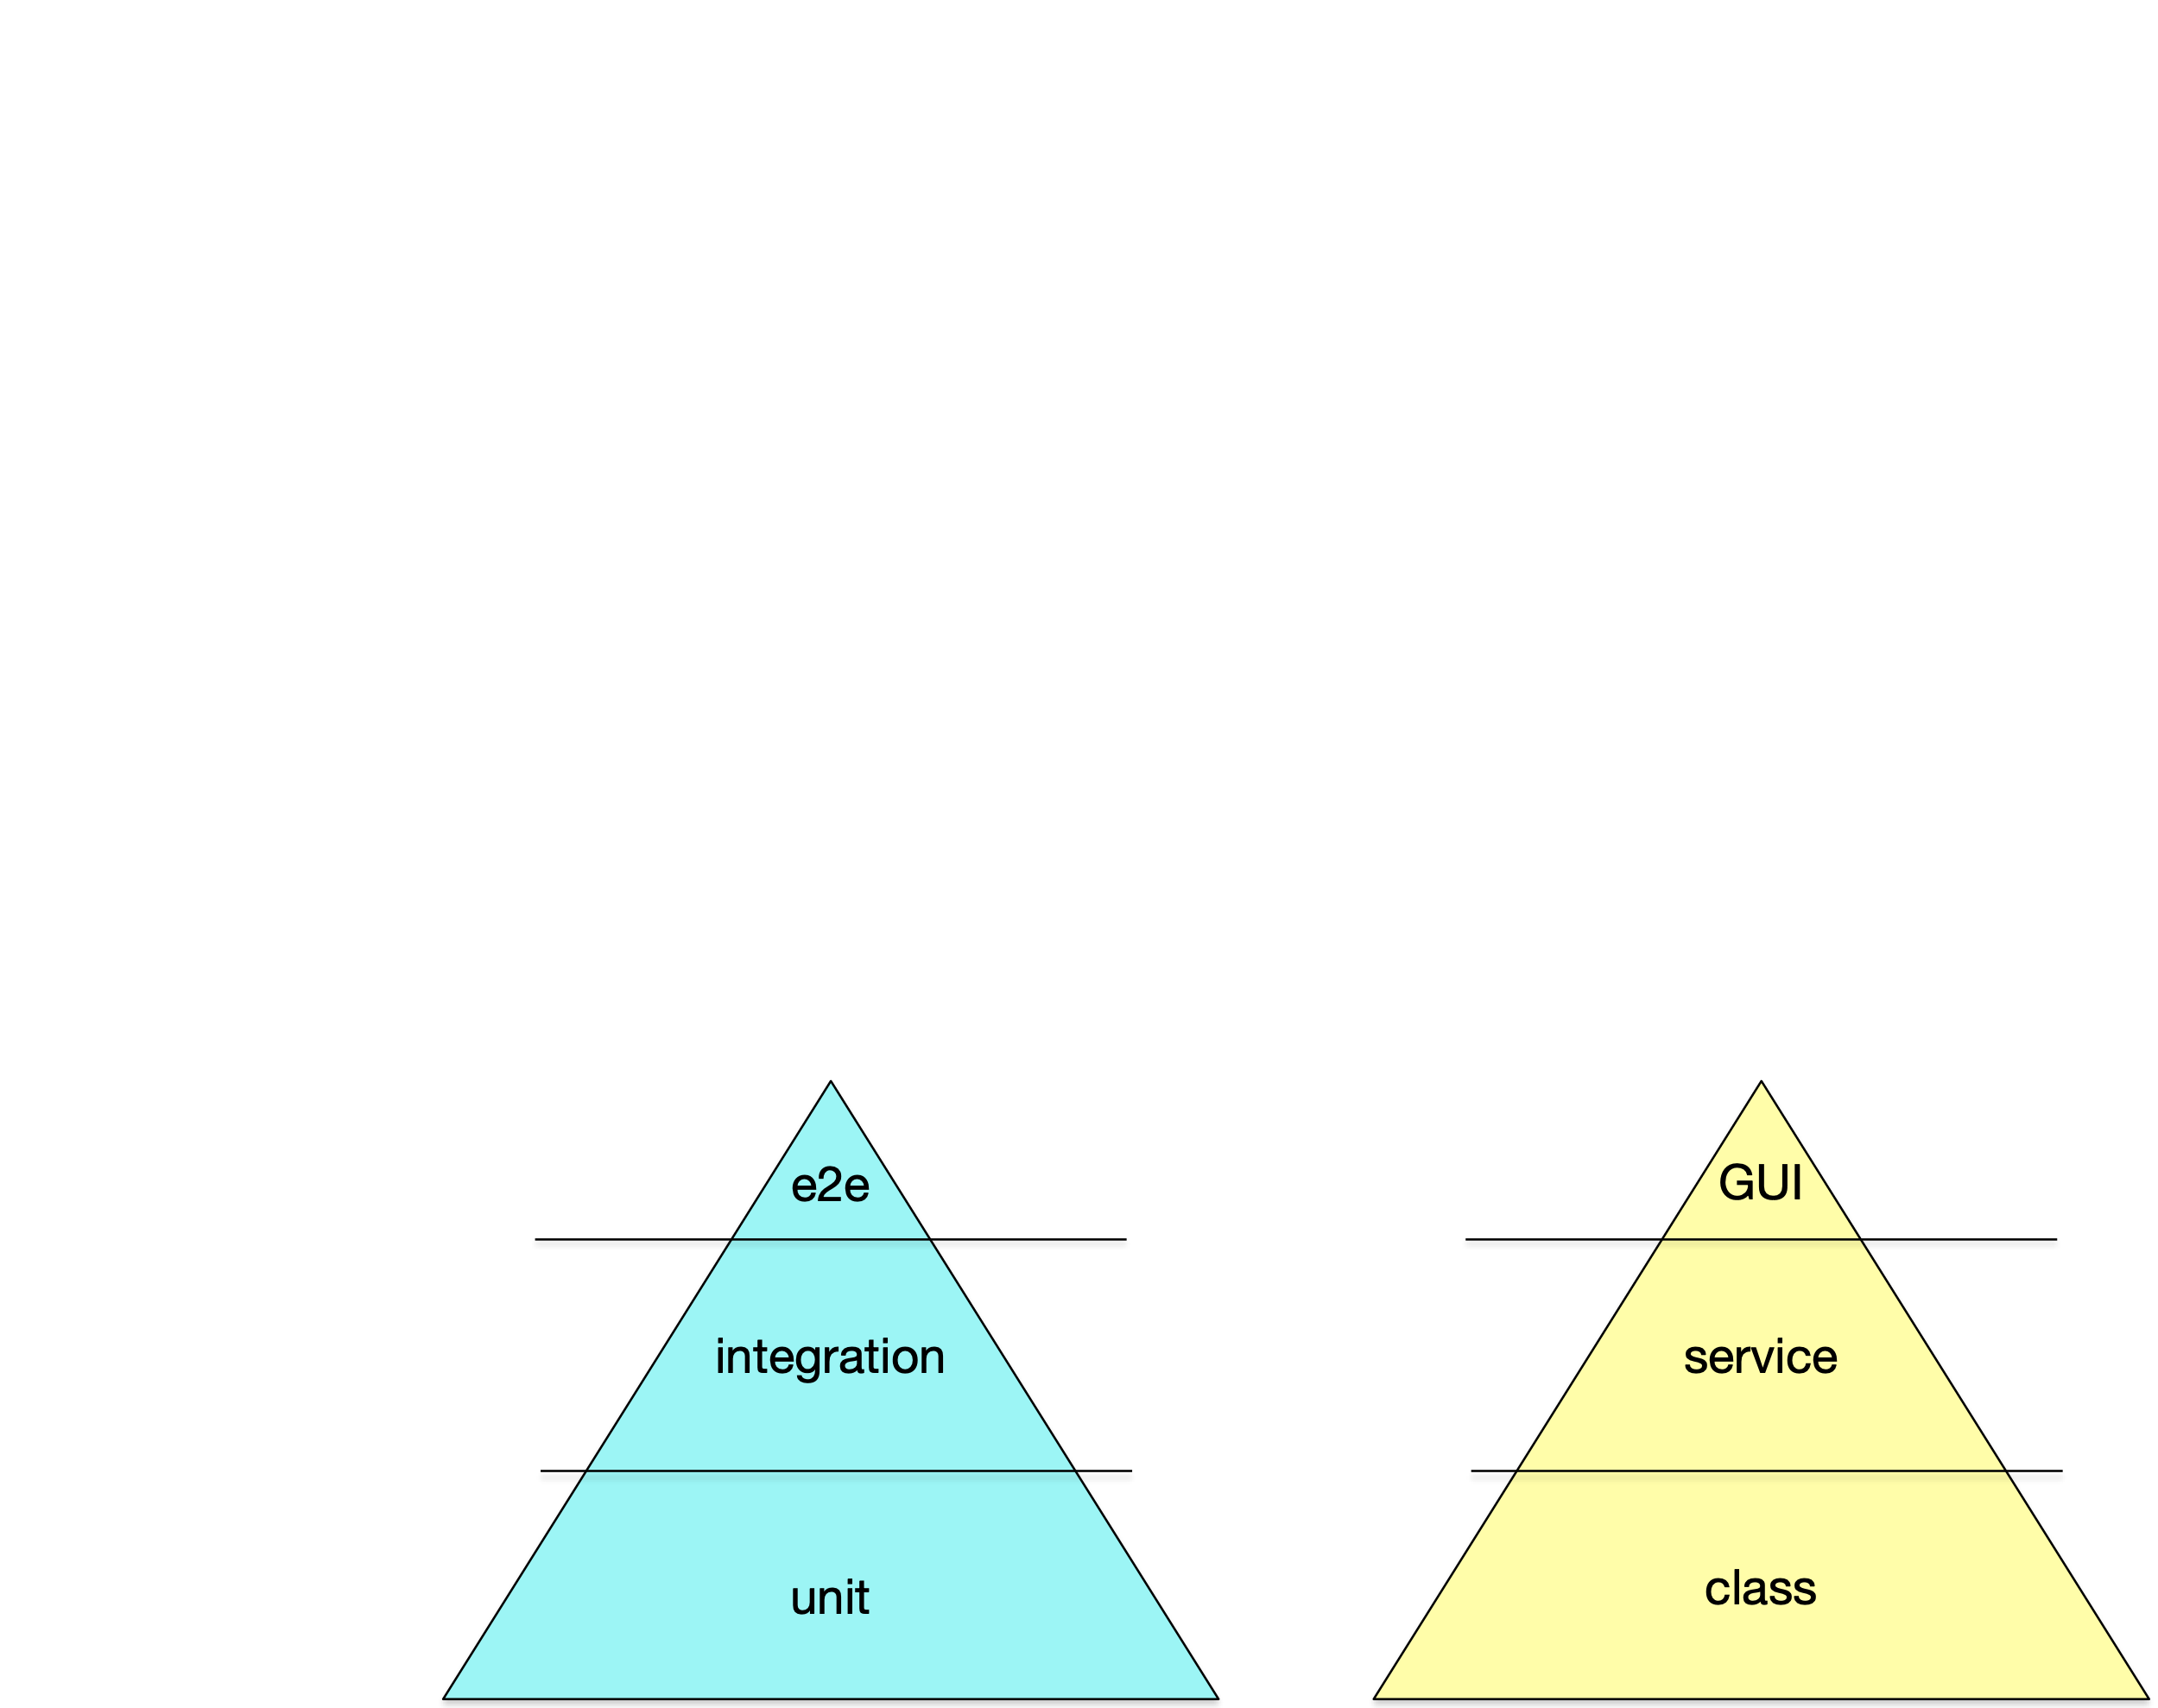 e2e
integration
unit
GUI
service
class